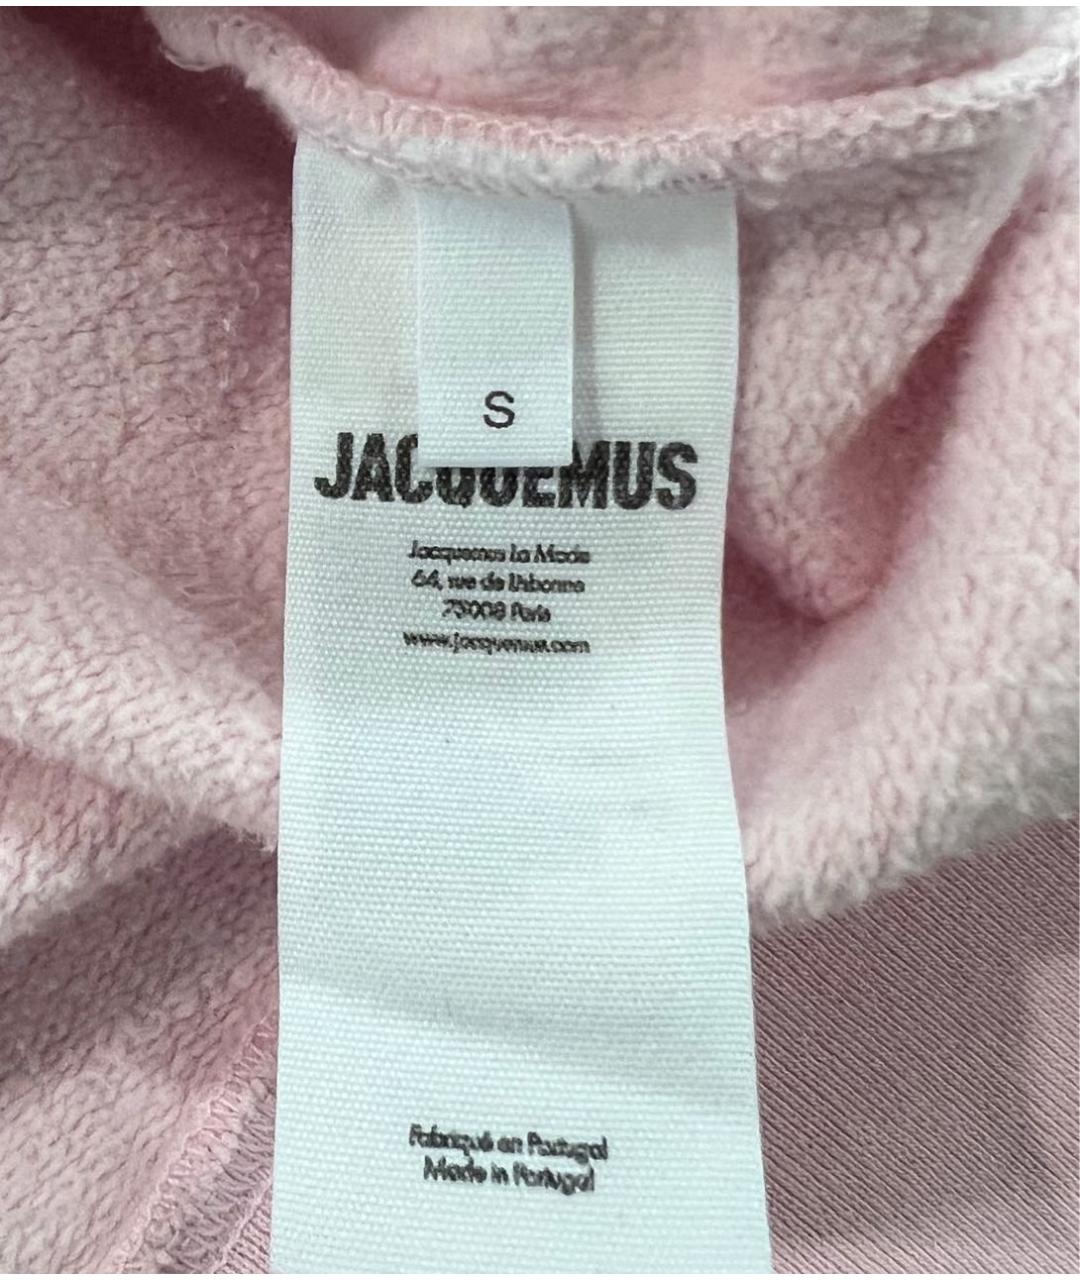 S
JACQUEMUS
Jacquemus La Mode
64, rue de Lisbonne
75008 Paris
www.jacquemus.com
Fabriqué en Portugal
Made in Portugal